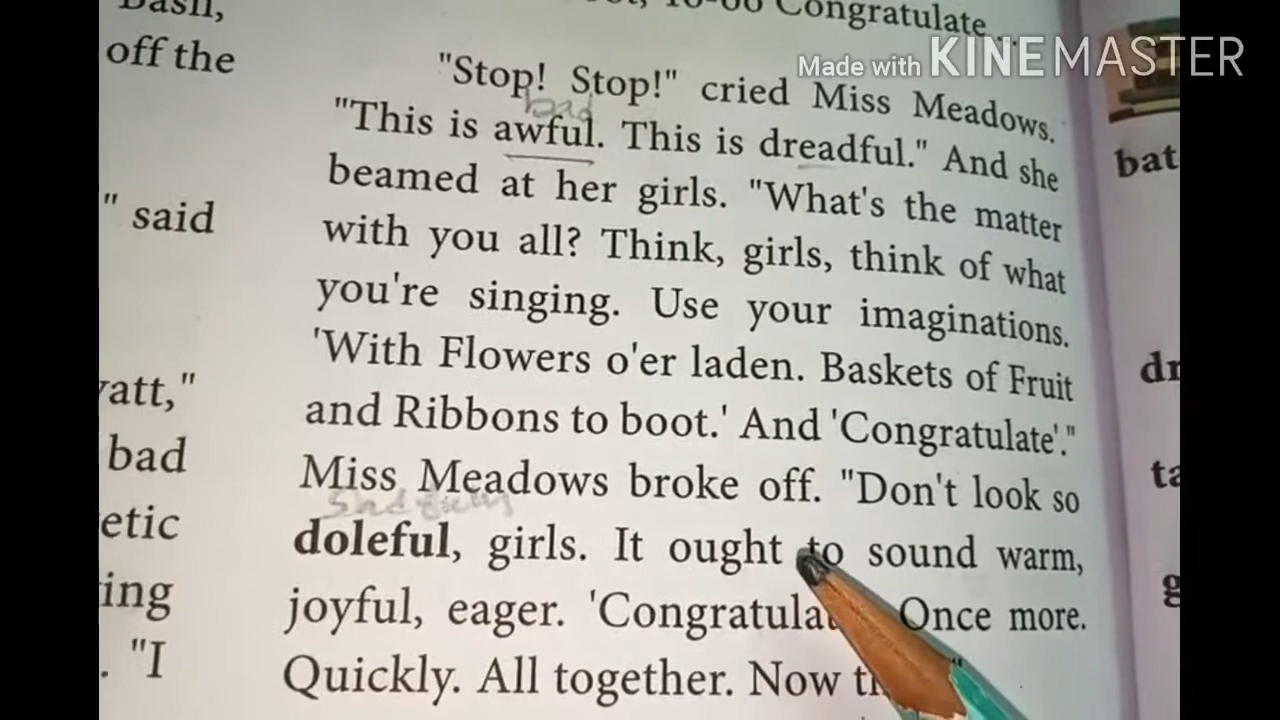 Basil,
Congratulate...
off the
Made with KINEMASTER
"Stop! Stop!" cried Miss Meadows.
bad
"This is awful. This is dreadful." And she
beamed at her girls. "What's the matter
bat
" said
with you all? Think, girls, think of what
you're singing. Use your imaginations.
'With Flowers o'er laden. Baskets of Fruit
and Ribbons to boot.' And 'Congratulate'."
bad
Miss Meadows broke off. "Don't look so
etic
doleful, girls. It ought to sound warm,
joyful, eager. Once more.
. "I
Quickly. All together. Now